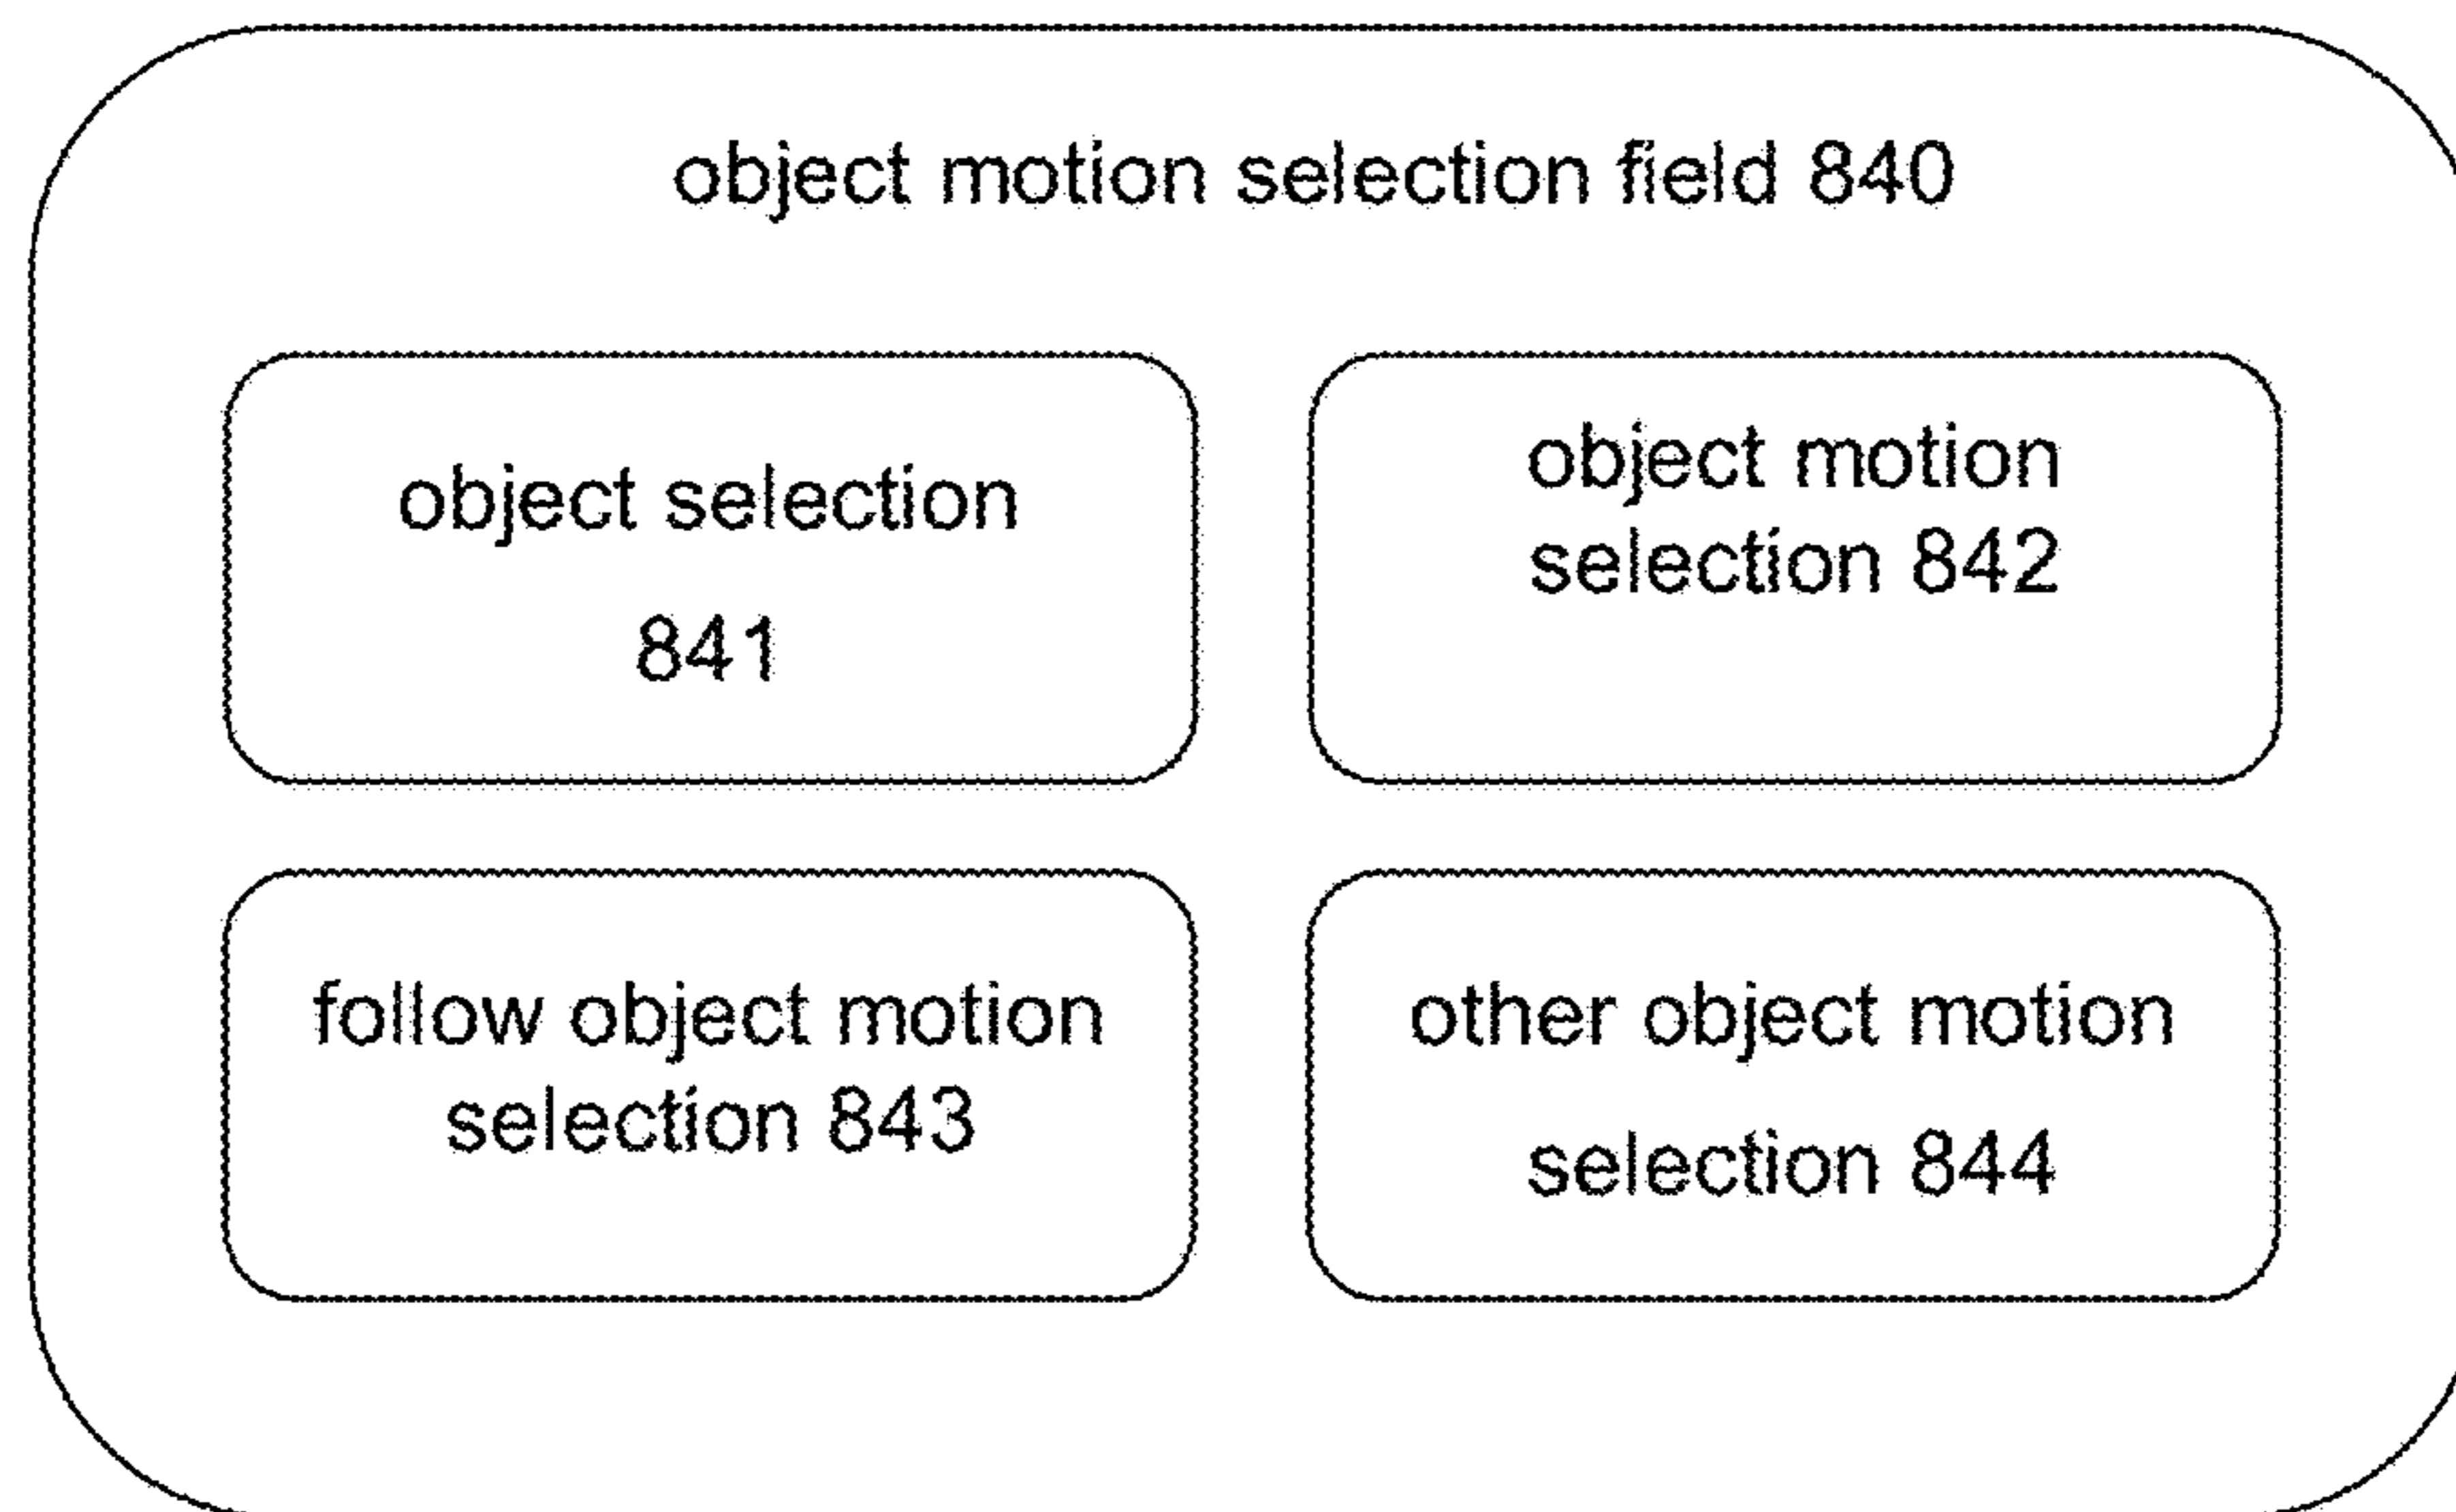 object motion selection field 840
object selection
841
object motion
selection 842
follow object motion
selection 843
other object motion
selection 844